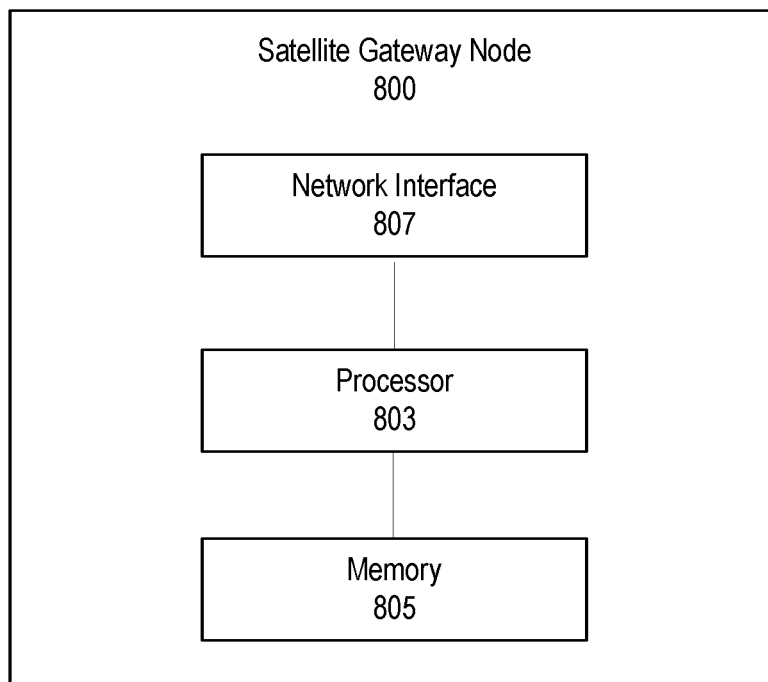 Satellite Gateway Node
800
Network Interface
807
Processor
803
Memory
805